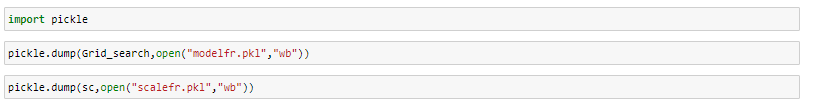 import pickle
pickle.dump(Grid_search,open("modelfr.pkl","wb"))
pickle.dump(sc,open("scalefr.pkl","wb"))